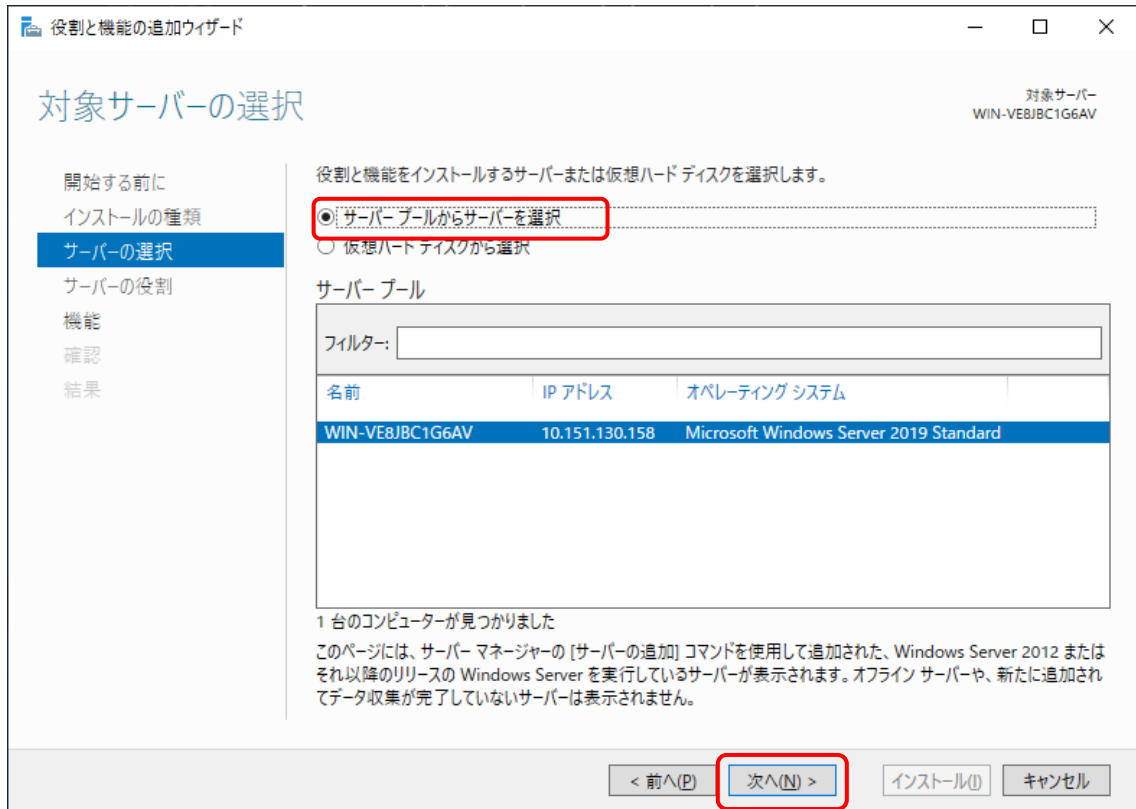 役割と機能の追加ウィザード
対象サーバーの選択
対象サーバー
WIN-VE8JBC1G6AV
開始する前に
インストールの種類
サーバーの選択
サーバーの役割
機能
確認
結果
役割と機能をインストールするサーバーまたは仮想ハード ディスクを選択します。
サーバー プールからサーバーを選択
仮想ハード ディスクから選択
サーバー プール
フィルター:
名前 IP アドレス オペレーティング システム
WIN-VE8JBC1G6AV 10.151.130.158 Microsoft Windows Server 2019 Standard
1 台のコンピューターが見つかりました
このページには、サーバー マネージャーの [サーバーの追加] コマンドを使用して追加された、Windows Server 2012 または
それ以降のリリースの Windows Server を実行しているサーバーが表示されます。オフライン サーバーや、新たに追加され
てデータ収集が完了していないサーバーは表示されません。
< 前へ(P) 次へ(N) > インストール(I) キャンセル